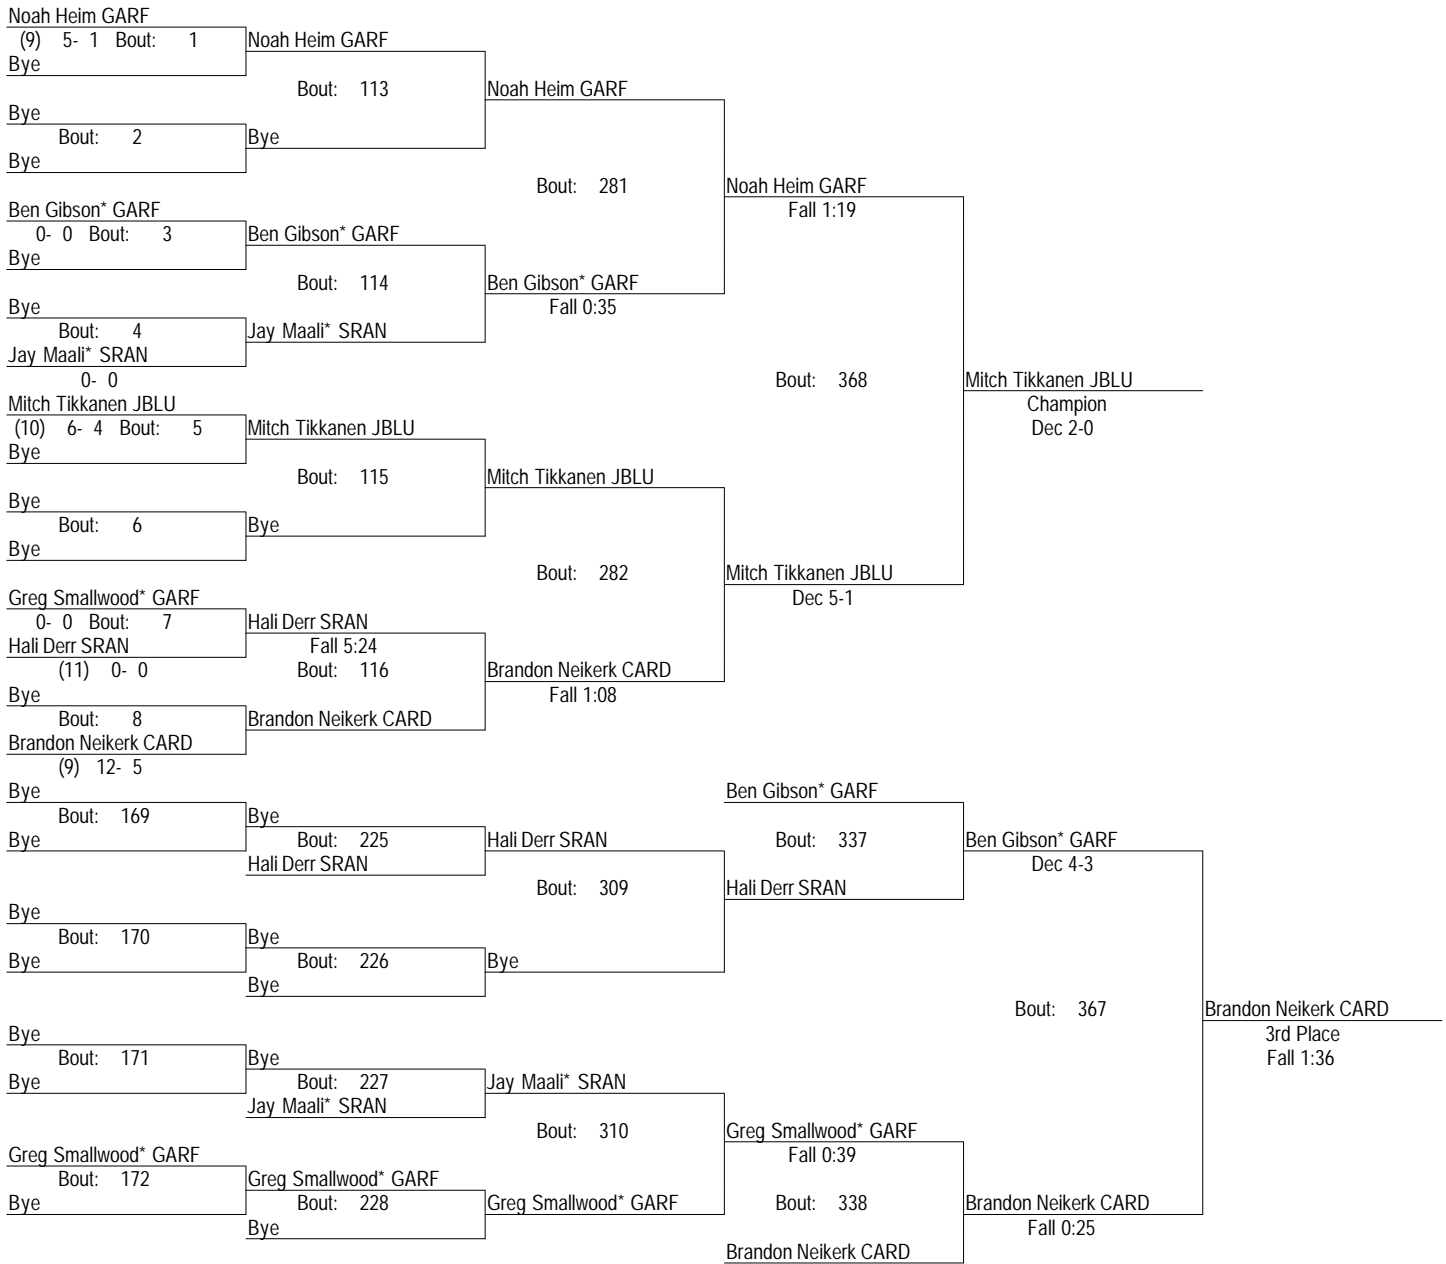 Noah Heim GARF
(9) 5- 1 Bout: 1 Noah Heim GARF
Bye
Bout: 113 Noah Heim GARF
Bye
Bout: 2 Bye
Bye
Bout: 281 Noah Heim GARF
Ben Gibson* GARF Fall 1:19
0- 0 Bout: 3 Ben Gibson* GARF
Bye
Bout: 114 Ben Gibson* GARF
Bye Fall 0:35
Bout: 4 Jay Maali* SRAN
Jay Maali* SRAN
0- 0 Bout: 368 Mitch Tikkanen JBLU
Mitch Tikkanen JBLU Champion
(10) 6- 4 Bout: 5 Mitch Tikkanen JBLU Dec 2-0
Bye
Bout: 115 Mitch Tikkanen JBLU
Bye
Bout: 6 Bye
Bye
Bout: 282 Mitch Tikkanen JBLU
Greg Smallwood* GARF Dec 5-1
0- 0 Bout: 7 Hali Derr SRAN
Hali Derr SRAN Fall 5:24
(11) 0- 0 Bout: 116 Brandon Neikerk CARD
Bye Fall 1:08
Bout: 8 Brandon Neikerk CARD
Brandon Neikerk CARD
(9) 12- 5
Bye Ben Gibson* GARF
Bout: 169 Bye
Bye Bout: 225 Hali Derr SRAN Bout: 337 Ben Gibson* GARF
Hali Derr SRAN Dec 4-3
Bout: 309 Hali Derr SRAN
Bye
Bout: 170 Bye
Bye Bout: 226 Bye
Bye
Bout: 367 Brandon Neikerk CARD
Bye 3rd Place
Bout: 171 Bye Fall 1:36
Bye Bout: 227 Jay Maali* SRAN
Jay Maali* SRAN
Bout: 310 Greg Smallwood* GARF
Greg Smallwood* GARF Fall 0:39
Bout: 172 Greg Smallwood* GARF
Bye Bout: 228 Greg Smallwood* GARF Bout: 338 Brandon Neikerk CARD
Bye Fall 0:25
Brandon Neikerk CARD